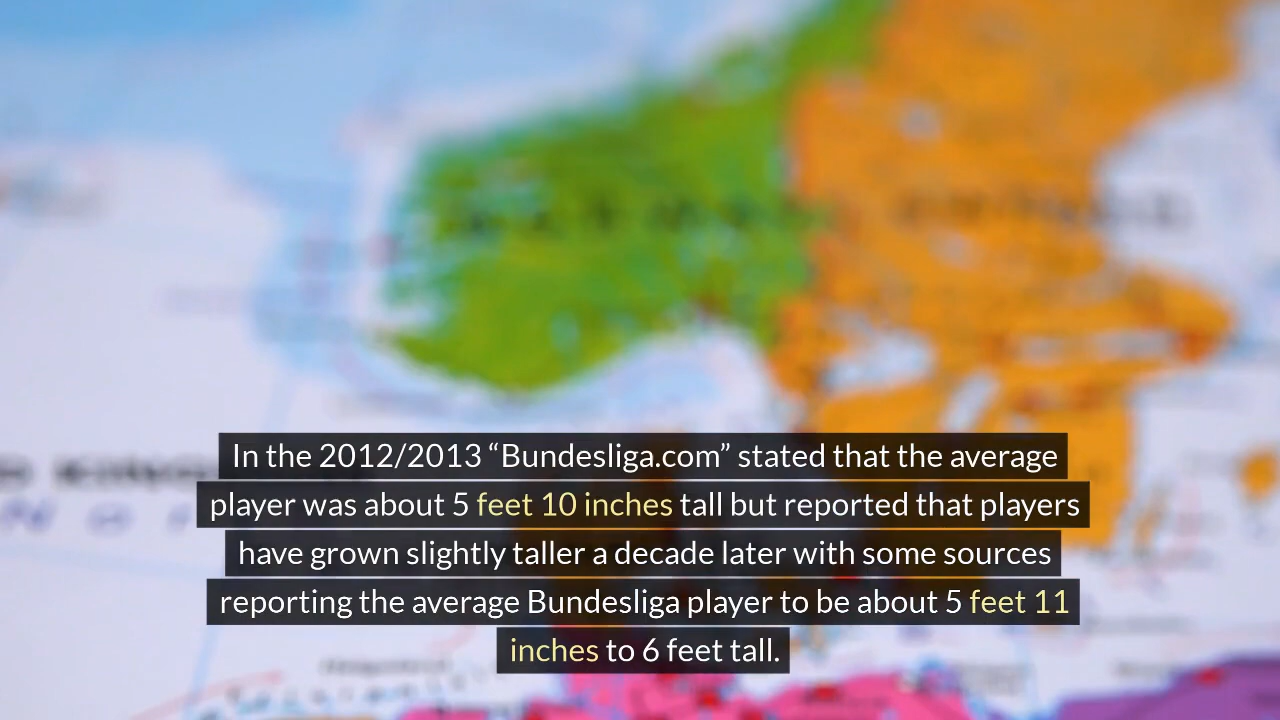 In the 2012/2013 “Bundesliga.com” stated that the average
player was about 5 feet 10 inches tall but reported that players
have grown slightly taller a decade later with some sources
reporting the average Bundesliga player to be about 5 feet 11
inches to 6 feet tall.